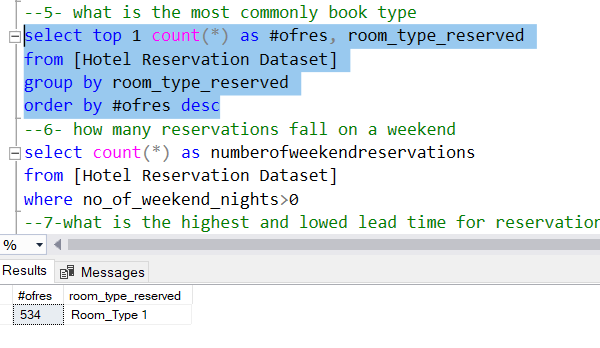 --5- what is the most commonly book type
select top 1 count(*) as #ofres, room_type_reserved
from [Hotel Reservation Dataset]
group by room_type_reserved
order by #ofres desc
--6- how many reservations fall on a weekend
select count(*) as numberofweekendreservations
from [Hotel Reservation Dataset]
where no_of_weekend_nights>0
--7-what is the highest and lowed lead time for reservation
%
Results Messages
#ofres room_type_reserved
534 Room_Type 1